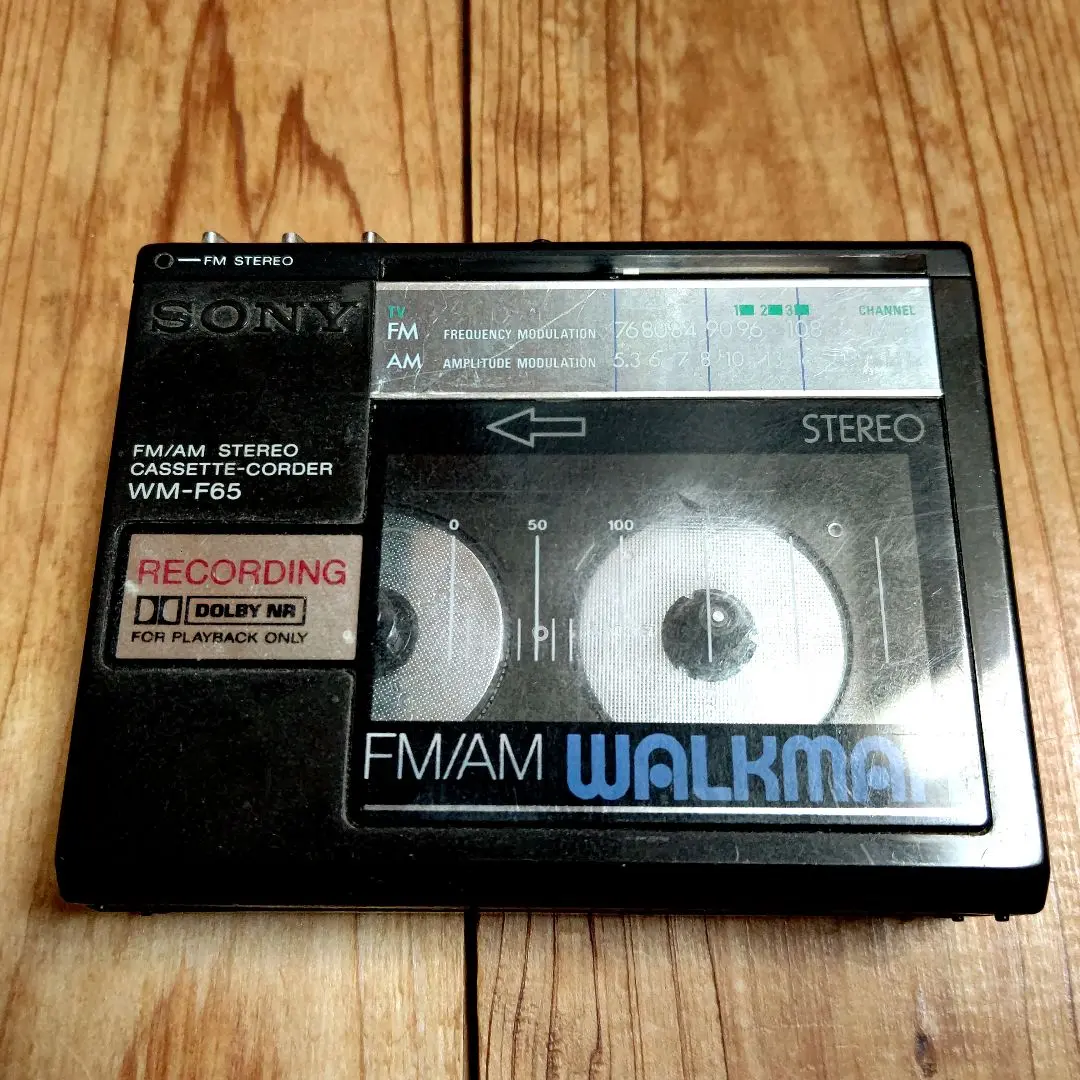 FM STEREO
SONY
TV 1 2 3 CHANNEL
FM FREQUENCY MODULATION 76 80 84 90 96 108
AM AMPLITUDE MODULATION 5.3 6 7 8 10 13
STEREO
FM/AM STEREO
CASSETTE-CORDER
WM-F65
0 50 100
RECORDING
DOLBY NR
FOR PLAYBACK ONLY
FM/AM WALKMAN